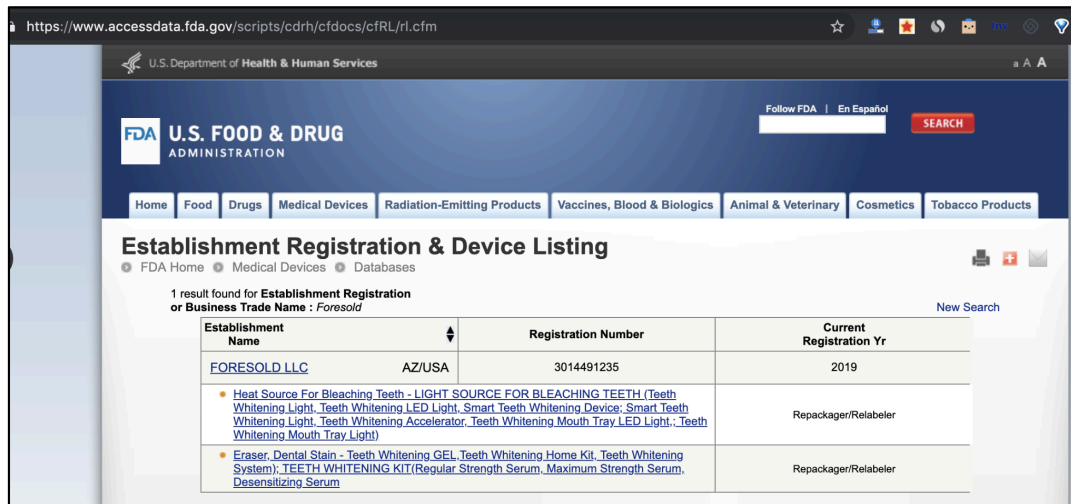 https://www.accessdata.fda.gov/scripts/cdrh/cfdocs/cfRL/rl.cfm
U.S. Department of Health & Human Services
a A A
Follow FDA | En Español
SEARCH
FDA U.S. FOOD & DRUG
ADMINISTRATION
Home Food Drugs Medical Devices Radiation-Emitting Products Vaccines, Blood & Biologics Animal & Veterinary Cosmetics Tobacco Products
Establishment Registration & Device Listing
FDA Home Medical Devices Databases
1 result found for Establishment Registration
or Business Trade Name : Foresold
New Search
Establishment
Name
Registration Number
Current
Registration Yr
FORESOLD LLC AZ/USA 3014491235 2019
Heat Source For Bleaching Teeth - LIGHT SOURCE FOR BLEACHING TEETH (Teeth
Whitening Light, Teeth Whitening LED Light, Smart Teeth Whitening Device; Smart Teeth
Whitening Light, Teeth Whitening Accelerator, Teeth Whitening Mouth Tray LED Light,; Teeth
Whitening Mouth Tray Light)
Repackager/Relabeler
Eraser, Dental Stain - Teeth Whitening GEL,Teeth Whitening Home Kit, Teeth Whitening
System); TEETH WHITENING KIT(Regular Strength Serum, Maximum Strength Serum,
Desensitizing Serum
Repackager/Relabeler